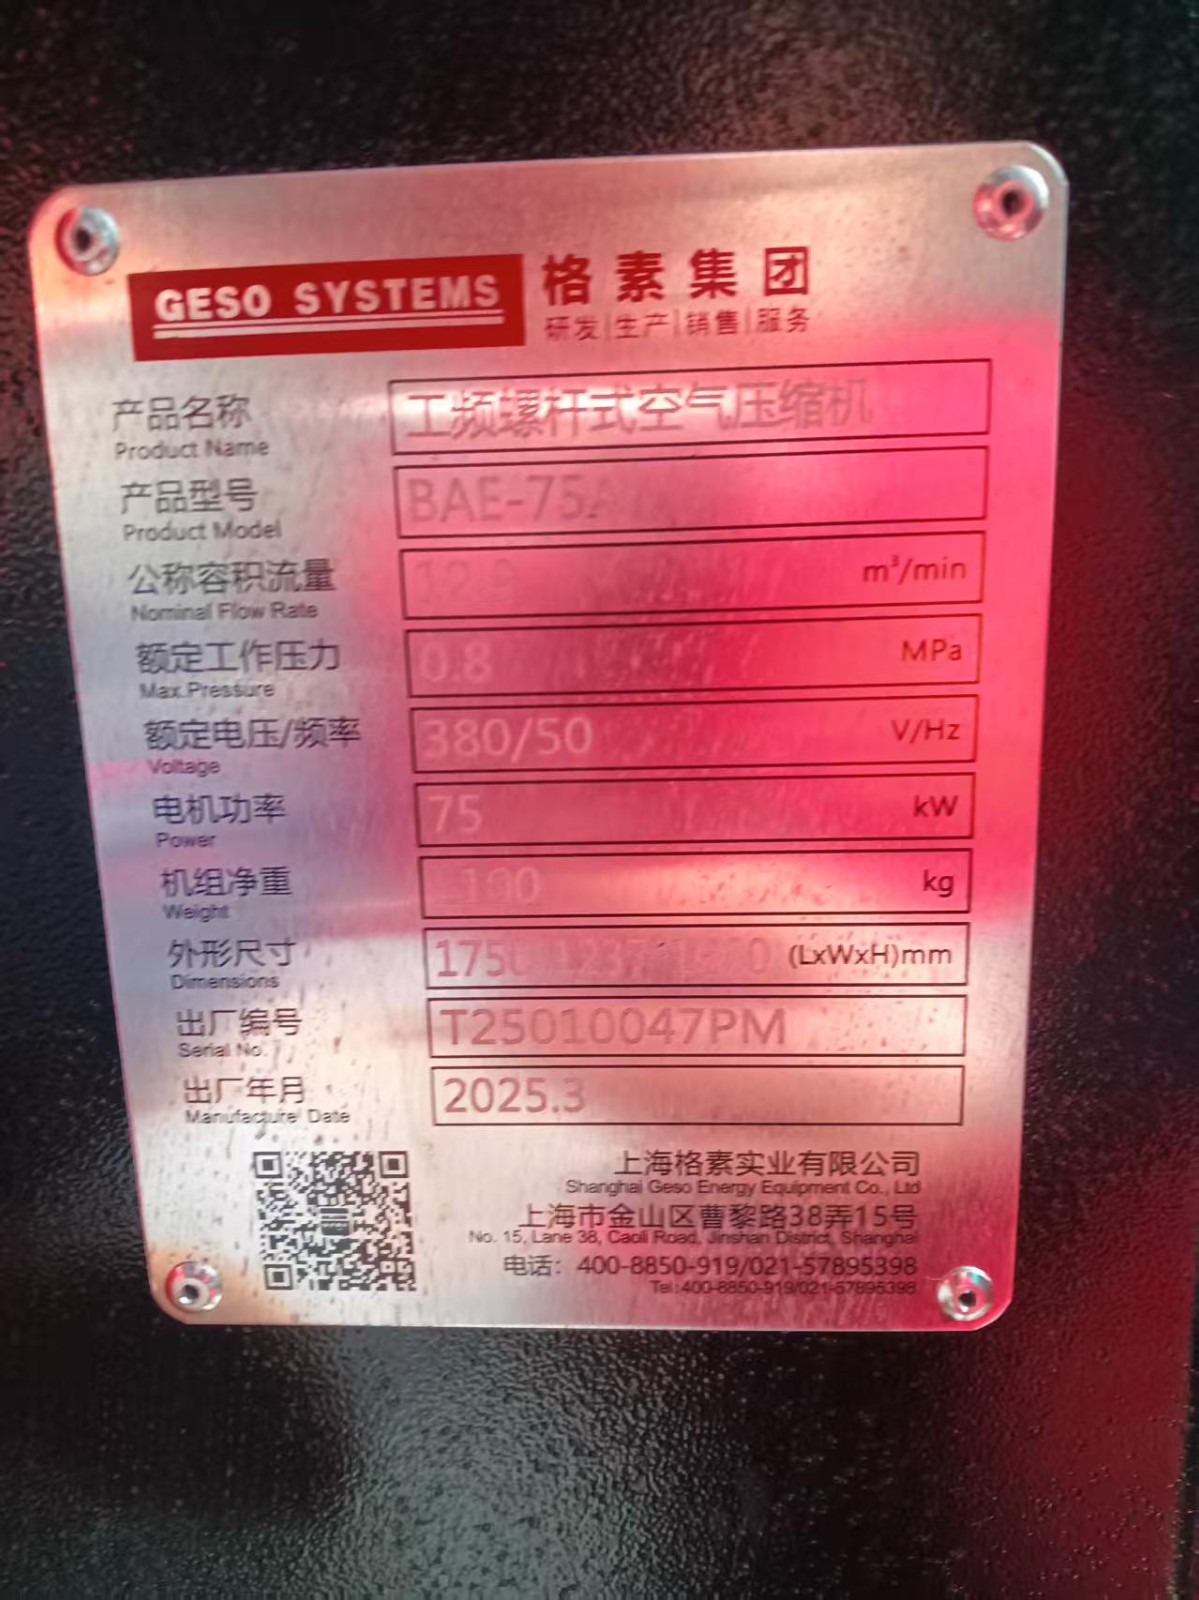 GESO SYSTEMS 格素集团
研发|生产|销售|服务
产品名称 工频螺杆式空气压缩机
Product Name
产品型号 BAE-75A
Product Model
公称容积流量 m³/min
Nominal Flow Rate
额定工作压力 0.8 MPa
Max.Pressure
额定电压/频率 380/50 V/Hz
Voltage
电机功率 75 kW
Power
机组净重 kg
Weight
外形尺寸 (LxWxH)mm
Dimensions
出厂编号 T25010047PM
Serial No.
出厂年月 2025.3
Manufacture Date
上海格素实业有限公司
Shanghai Geso Energy Equipment Co., Ltd
上海市金山区曹黎路38弄15号
No. 15, Lane 38, Caoli Road, Jinshan District, Shanghai
电话：400-8850-919/021-57895398
Tel:400-8850-919/021-57895398